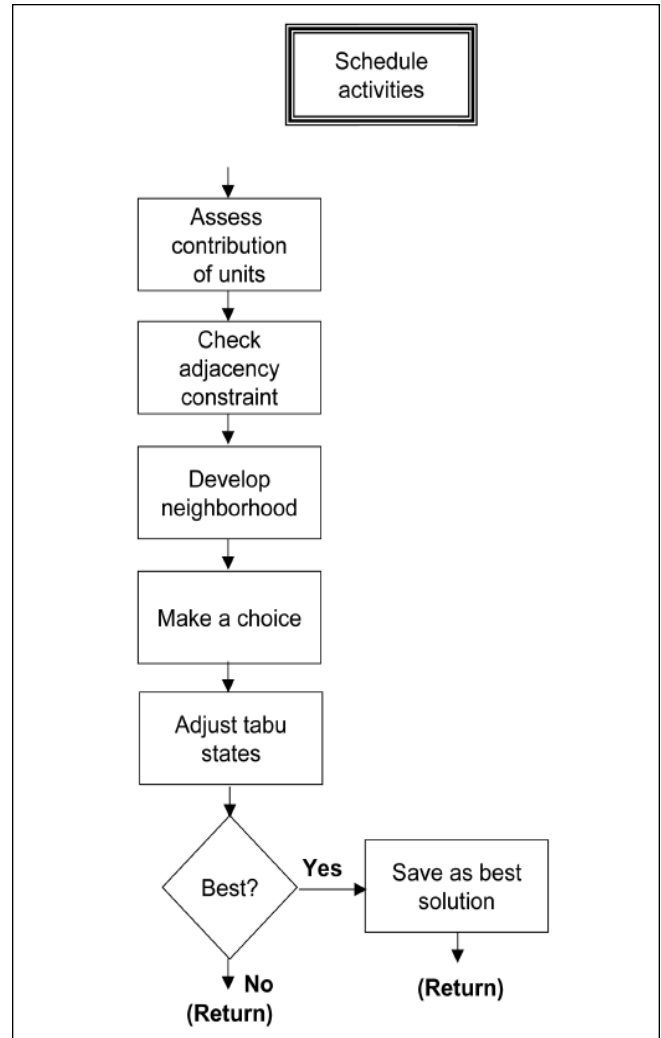 Schedule
activities
Assess
contribution
of units
Check
adjacency
constraint
Develop
neighborhood
Make a choice
Adjust tabu
states
Best?
Yes
Save as best
solution
No
(Return)
(Return)